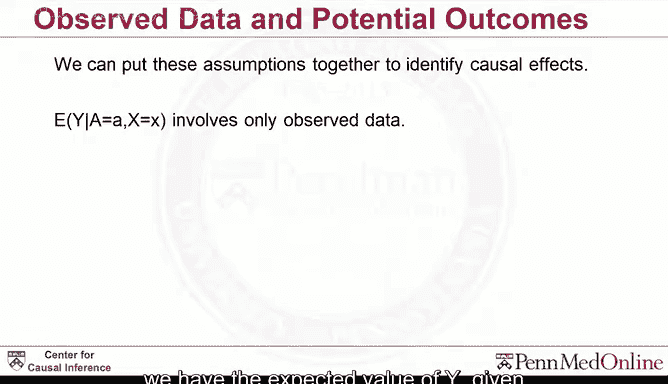 Observed Data and Potential Outcomes
We can put these assumptions together to identify causal effects.
E(Y|A=a,X=x) involves only observed data.
Center for
Causal Inference
PennMedOnline
we have the expected value of Y, given